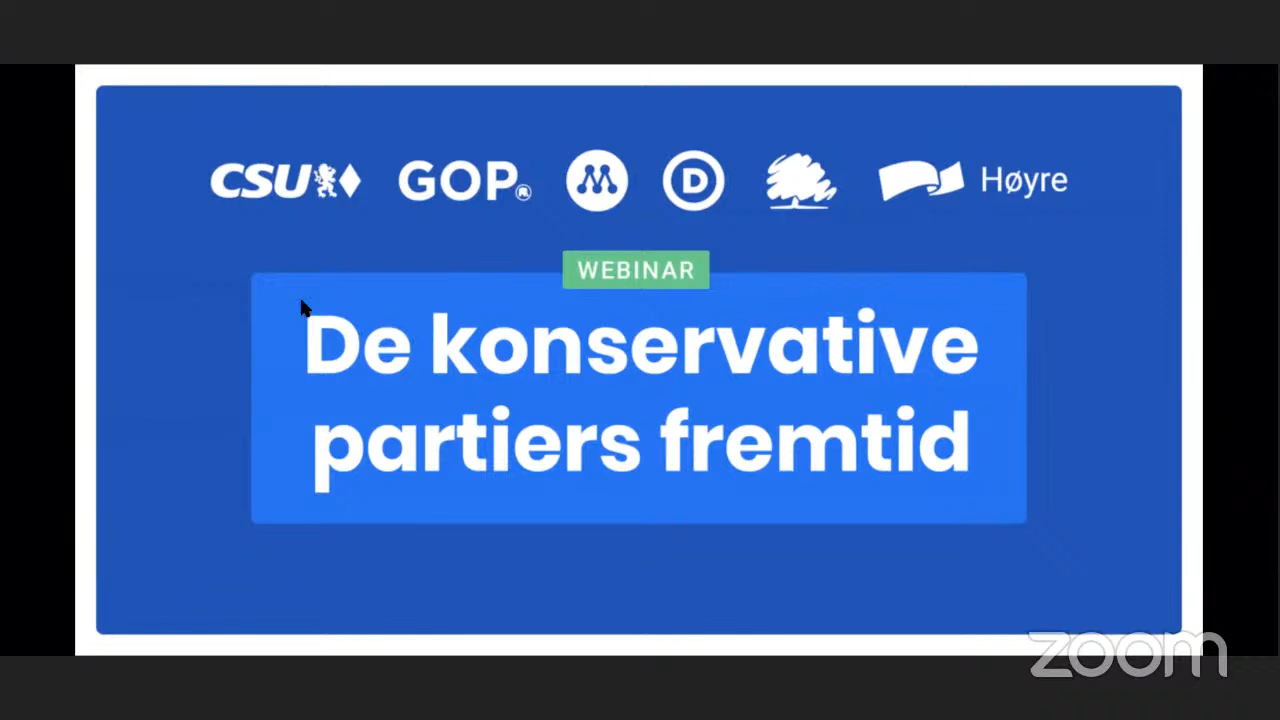 CSU
GOP
M
D
Høyre
WEBINAR
De konservative
partiers fremtid
zoom